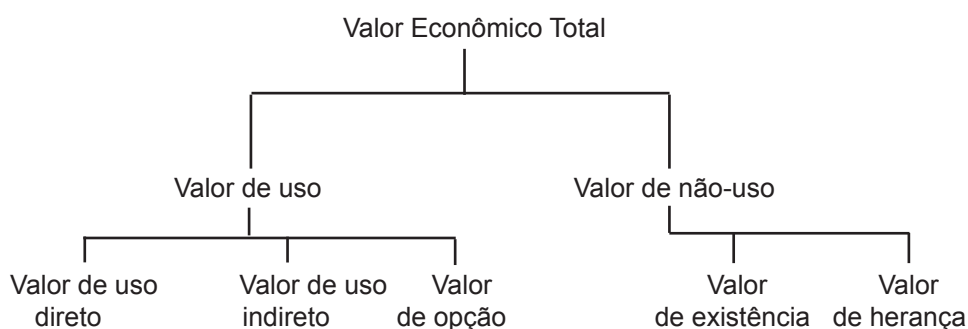 Valor Econômico Total
Valor de uso
Valor de não-uso
Valor de uso direto
Valor de uso indireto
Valor de opção
Valor de existência
Valor de herança